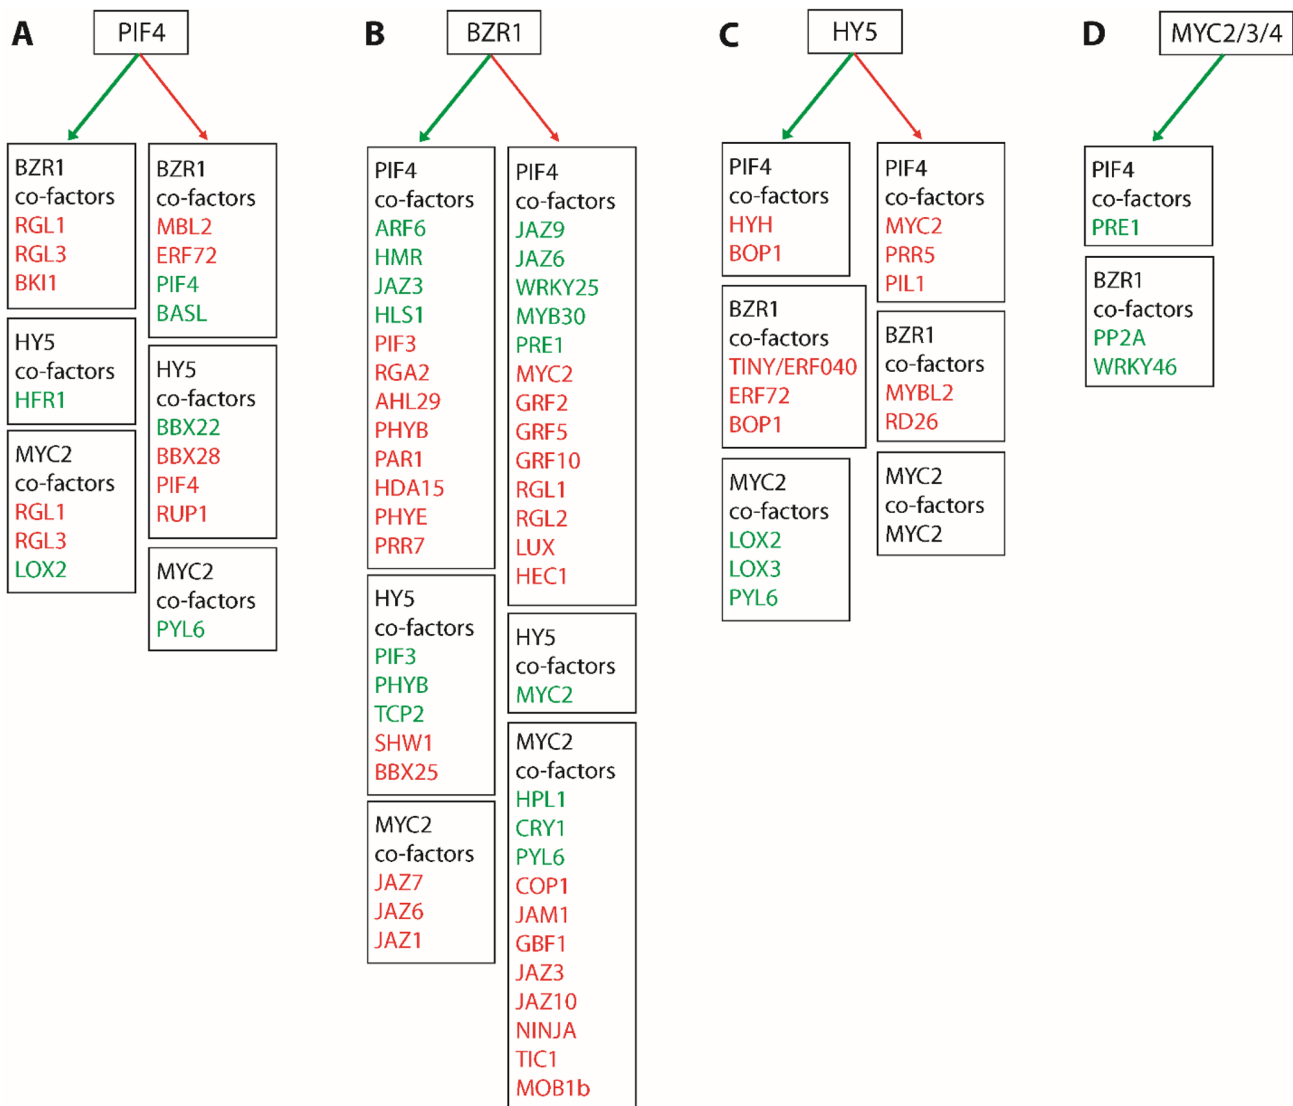 A
PIF4
BZR1
co-factors
RGL1
RGL3
BKI1
HY5
co-factors
HFR1
MYC2
co-factors
RGL1
RGL3
LOX2
BZR1
co-factors
MBL2
ERF72
PIF4
BASL
HY5
co-factors
BBX22
BBX28
PIF4
RUP1
MYC2
co-factors
PYL6
B
BZR1
PIF4
co-factors
ARF6
HMR
JAZ3
HLS1
PIF3
RGA2
AHL29
PHYB
PAR1
HDA15
PHYE
PRR7
HY5
co-factors
PIF3
PHYB
TCP2
SHW1
BBX25
MYC2
co-factors
JAZ7
JAZ6
JAZ1
PIF4
co-factors
JAZ9
JAZ6
WRKY25
MYB30
PRE1
MYC2
GRF2
GRF5
GRF10
RGL1
RGL2
LUX
HEC1
HY5
co-factors
MYC2
MYC2
co-factors
HPL1
CRY1
PYL6
COP1
JAM1
GBF1
JAZ3
JAZ10
NINJA
TIC1
MOB1b
C
HY5
PIF4
co-factors
HYH
BOP1
BZR1
co-factors
TINY/ERF040
ERF72
BOP1
MYC2
co-factors
LOX2
LOX3
PYL6
PIF4
co-factors
MYC2
PRR5
PIL1
BZR1
co-factors
MYBL2
RD26
MYC2
co-factors
MYC2
D
MYC2/3/4
PIF4
co-factors
PRE1
BZR1
co-factors
PP2A
WRKY46